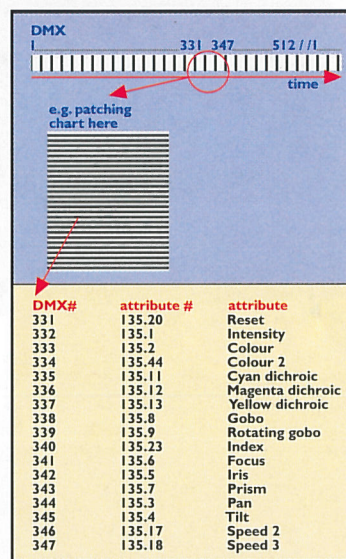 DMX
1 331 347 512 // 1
time
e.g. patching
chart here
DMX# attribute # attribute
331 135.20 Reset
332 135.1 Intensity
333 135.2 Colour
334 135.44 Colour 2
335 135.11 Cyan dichroic
336 135.12 Magenta dichroic
337 135.13 Yellow dichroic
338 135.8 Gobo
339 135.9 Rotating gobo
340 135.23 Index
341 135.6 Focus
342 135.5 Iris
343 135.7 Prism
344 135.3 Pan
345 135.4 Tilt
346 135.17 Speed 2
347 135.18 Speed 3